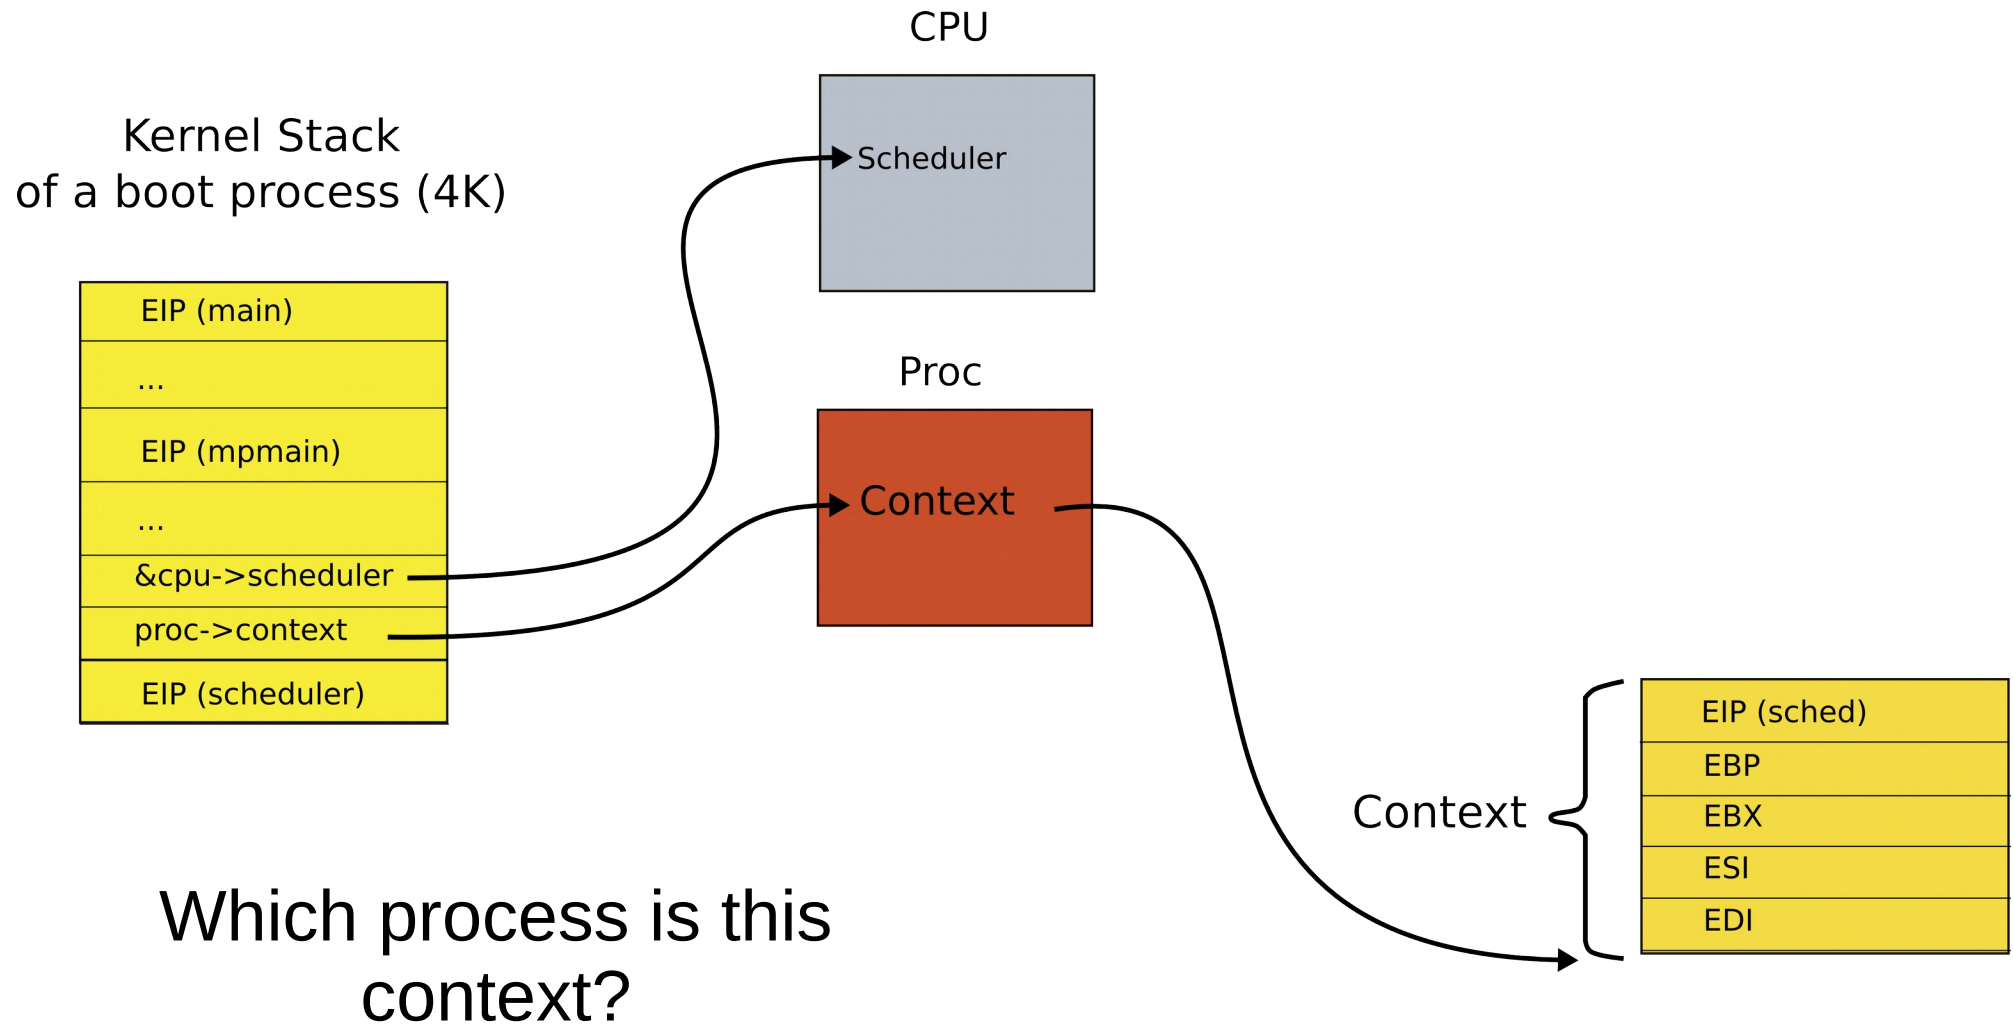 CPU
Scheduler
Kernel Stack
of a boot process (4K)
EIP (main)
...
EIP (mpmain)
...
&cpu->scheduler
proc->context
EIP (scheduler)
Proc
Context
Context
EIP (sched)
EBP
EBX
ESI
EDI
Which process is this
context?